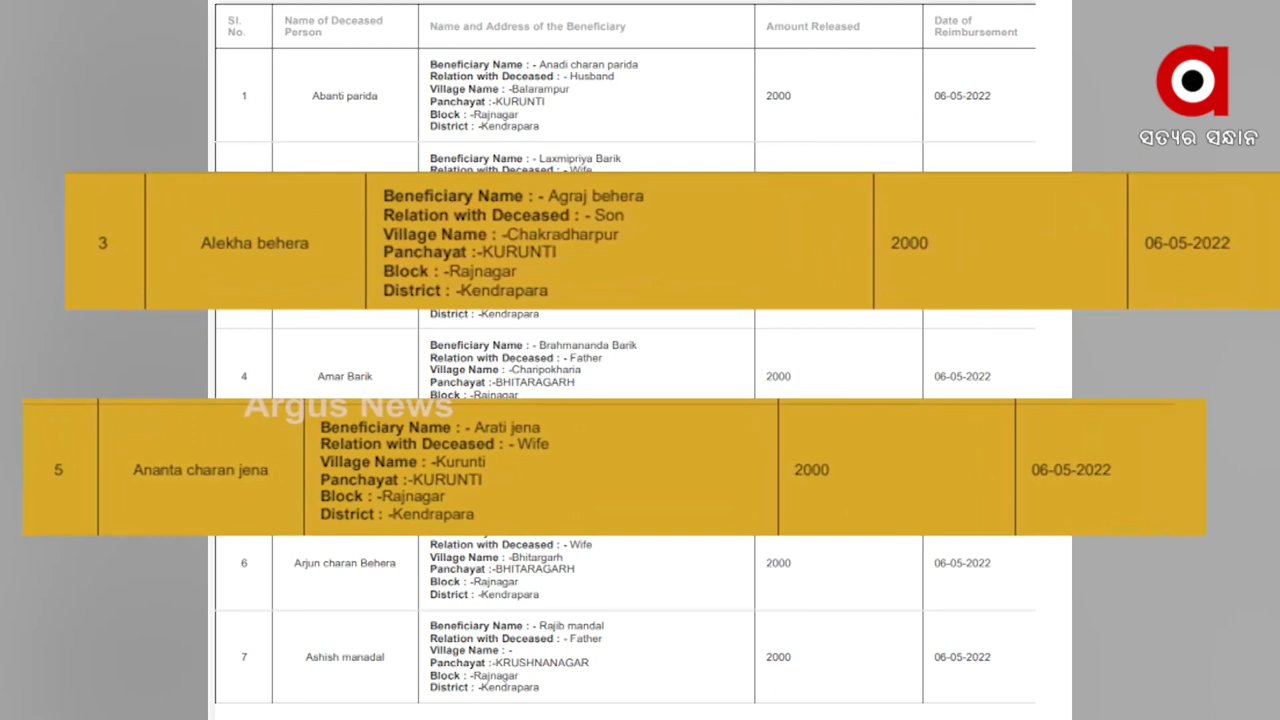 Sl. No.
Name of Deceased Person
Name and Address of the Beneficiary
Amount Released
Date of Reimbursement
1
Abanti parida
Beneficiary Name : - Anadi charan parida
Relation with Deceased : - Husband
Village Name : -Balarampur
Panchayat :-KURUNTI
Block : -Rajnagar
District : -Kendrapara
2000
06-05-2022
Beneficiary Name : - Laxmipriya Barik
Relation with Deceased : - Wife
3
Alekha behera
Beneficiary Name : - Agraj behera
Relation with Deceased : - Son
Village Name : -Chakradharpur
Panchayat :-KURUNTI
Block : -Rajnagar
District : -Kendrapara
2000
06-05-2022
District : -Kendrapara
4
Amar Barik
Beneficiary Name : - Brahmananda Barik
Relation with Deceased : - Father
Village Name : -Charipokharia
Panchayat :-BHITARAGARH
Block : -Rajnagar
2000
06-05-2022
Argus News
5
Ananta charan jena
Beneficiary Name : - Arati jena
Relation with Deceased : - Wife
Village Name : -Kurunti
Panchayat :-KURUNTI
Block : -Rajnagar
District : -Kendrapara
2000
06-05-2022
6
Arjun charan Behera
Relation with Deceased : - Wife
Village Name : -Bhitargarh
Panchayat :-BHITARAGARH
Block : -Rajnagar
District : -Kendrapara
2000
06-05-2022
7
Ashish manadal
Beneficiary Name : - Rajib mandal
Relation with Deceased : - Father
Village Name : -
Panchayat :-KRUSHNANAGAR
Block : -Rajnagar
District : -Kendrapara
2000
06-05-2022
a
ସତ୍ୟର ସନ୍ଧାନ